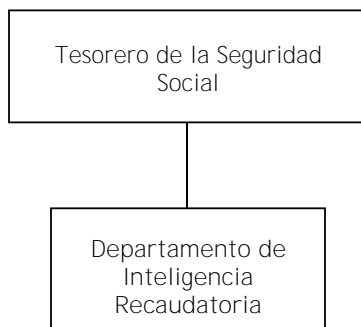 Tesorero de la Seguridad
Social
Departamento de
Inteligencia
Recaudatoria